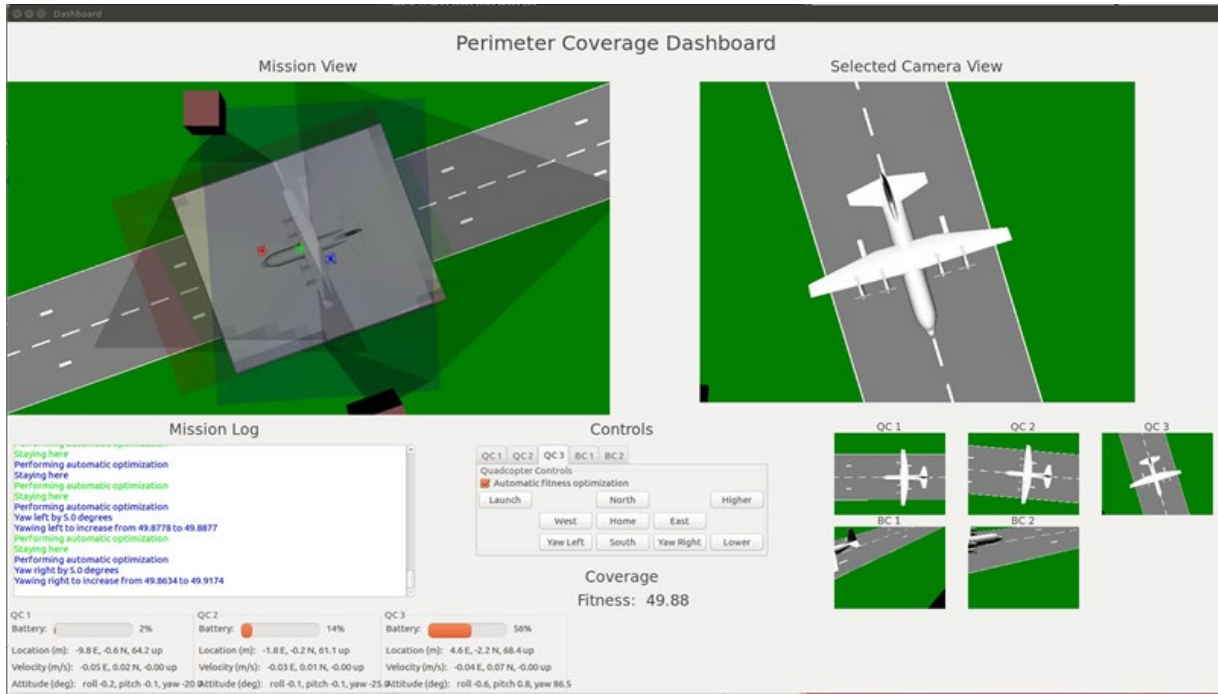 Dashboard
Perimeter Coverage Dashboard
Mission View
Selected Camera View
Mission Log
Staying here
Performing automatic optimization
Staying here
Performing automatic optimization
Staying here
Performing automatic optimization
Yaw left by 5.0 degrees
Yawing left to increase from 49.8778 to 49.8877
Performing automatic optimization
Staying here
Performing automatic optimization
Yaw right by 5.0 degrees
Yawing right to increase from 49.8634 to 49.9174
Controls
QC 1 QC 2 QC 3 BC 1 BC 2
Quadcopter Controls
Automatic fitness optimization
Launch North Higher
West Home East
Yaw Left South Yaw Right Lower
Coverage
Fitness: 49.88
QC 1 QC 2 QC 3
BC 1 BC 2
QC 1
Battery: 2%
Location (m): -9.8 E, -0.6 N, 64.2 up
Velocity (m/s): -0.05 E, 0.02 N, -0.00 up
Attitude (deg): roll -0.2, pitch -0.1, yaw -20.0
QC 2
Battery: 14%
Location (m): -1.8 E, -0.2 N, 61.1 up
Velocity (m/s): -0.03 E, 0.01 N, -0.00 up
Attitude (deg): roll -0.1, pitch -0.1, yaw -25.0
QC 3
Battery: 56%
Location (m): 4.6 E, -2.2 N, 68.4 up
Velocity (m/s): -0.04 E, 0.07 N, -0.00 up
Attitude (deg): roll -0.6, pitch 0.8, yaw 86.5